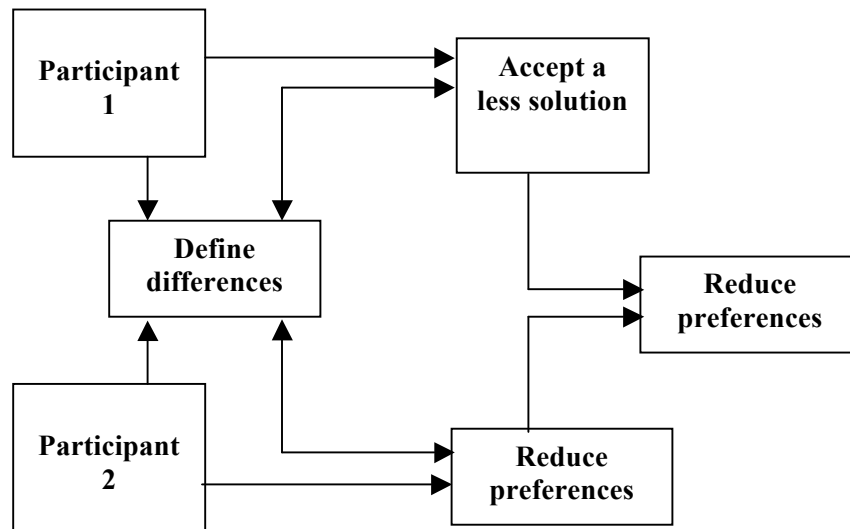 Participant
1
Accept a
less solution
Define
differences
Reduce
preferences
Participant
2
Reduce
preferences